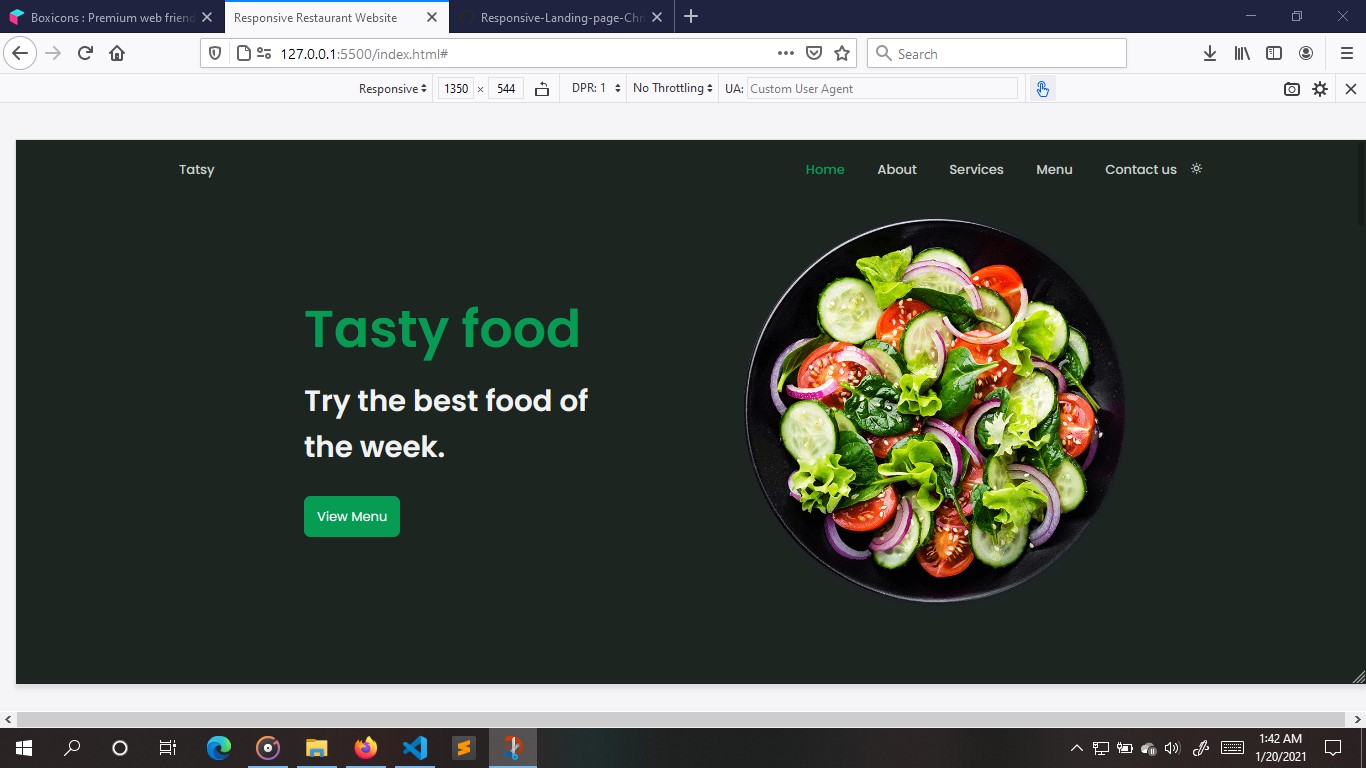 Boxicons : Premium web friend
Responsive Restaurant Website
Responsive-Landing-page-Chr
127.0.0.1:5500/index.html#
Search
Responsive 1350 × 544 DPR: 1 No Throttling UA: Custom User Agent
Tatsy Home About Services Menu Contact us
Tasty food
Try the best food of
the week.
View Menu
1:42 AM
1/20/2021